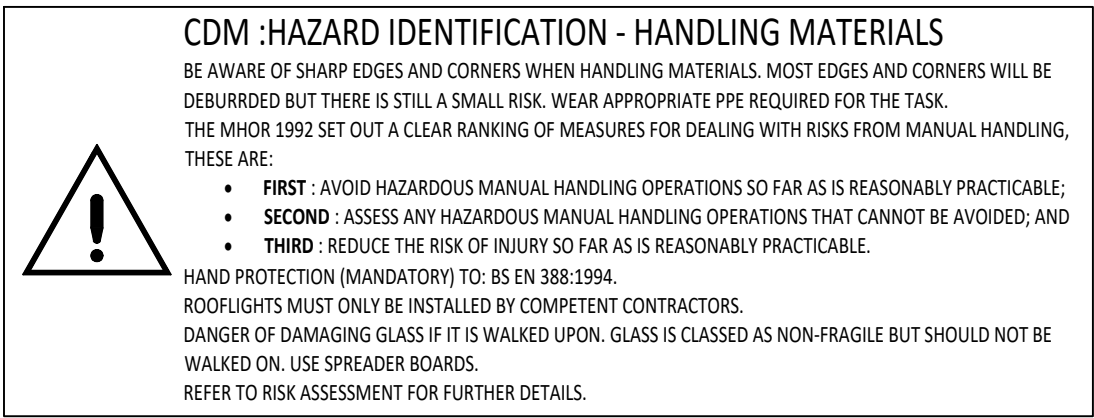 CDM :HAZARD IDENTIFICATION - HANDLING MATERIALS
BE AWARE OF SHARP EDGES AND CORNERS WHEN HANDLING MATERIALS. MOST EDGES AND CORNERS WILL BE
DEBURRDED BUT THERE IS STILL A SMALL RISK. WEAR APPROPRIATE PPE REQUIRED FOR THE TASK.
THE MHOR 1992 SET OUT A CLEAR RANKING OF MEASURES FOR DEALING WITH RISKS FROM MANUAL HANDLING,
THESE ARE:
• FIRST : AVOID HAZARDOUS MANUAL HANDLING OPERATIONS SO FAR AS IS REASONABLY PRACTICABLE;
• SECOND : ASSESS ANY HAZARDOUS MANUAL HANDLING OPERATIONS THAT CANNOT BE AVOIDED; AND
• THIRD : REDUCE THE RISK OF INJURY SO FAR AS IS REASONABLY PRACTICABLE.
HAND PROTECTION (MANDATORY) TO: BS EN 388:1994.
ROOFLIGHTS MUST ONLY BE INSTALLED BY COMPETENT CONTRACTORS.
DANGER OF DAMAGING GLASS IF IT IS WALKED UPON. GLASS IS CLASSED AS NON-FRAGILE BUT SHOULD NOT BE
WALKED ON. USE SPREADER BOARDS.
REFER TO RISK ASSESSMENT FOR FURTHER DETAILS.